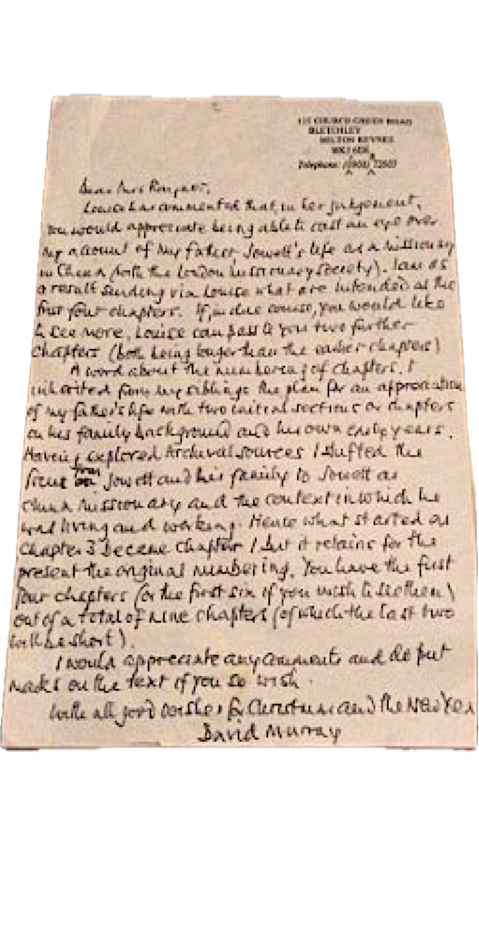 CHURCH GREEN ROAD
BLETCHLEY
MILTON KEYNES
Telephone:
Dear Mrs
Louise has commented that, in her judgement,
you would appreciate being able to cast an eye over
my account of my father Jowett's life as a missionary
in China (with the London Missionary Society). I am as
a result sending via Louise what are intended as the
first four chapters. If, in due course, you would like
to see more, Louise can pass to you two further
chapters (both being longer than the earlier chapters)
A word about the numbering of chapters. I
inherited from my siblings the plan for an appreciation
of my father's life with two initial sections or chapters
on his family background and his own early years.
Having explored Archival sources I shifted the
focus from Jowett and his family to Jowett as
China missionary and the context in which he
was living and working. Hence what started as
Chapter 3 became Chapter 1 but it retains for the
present the original numbering. You have the first
four chapters (or the first six if you wish to see them)
out of a total of nine chapters (of which the last two
will be short).
I would appreciate any comments and do put
marks on the text if you so wish.
With all good wishes for Christmas and the New Year
David Murray